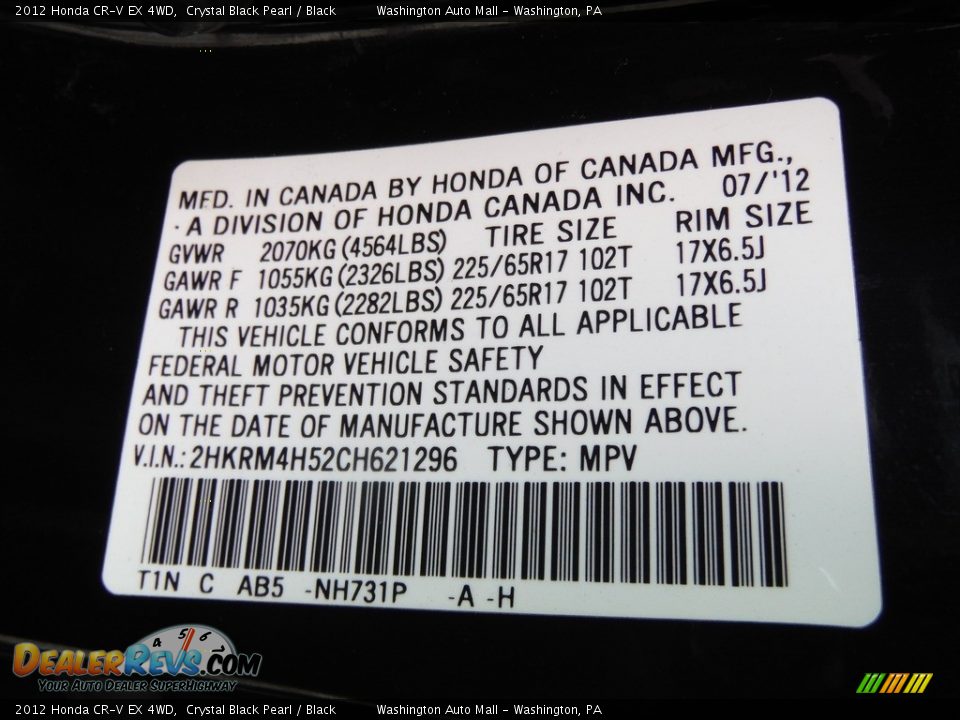 2012 Honda CR-V EX 4WD, Crystal Black Pearl / Black Washington Auto Mall - Washington, PA
MFD. IN CANADA BY HONDA OF CANADA MFG.,
A DIVISION OF HONDA CANADA INC. 07/'12
GVWR 2070KG (4564LBS) TIRE SIZE RIM SIZE
GAWR F 1055KG (2326LBS) 225/65R17 102T 17X6.5J
GAWR R 1035KG (2282LBS) 225/65R17 102T 17X6.5J
THIS VEHICLE CONFORMS TO ALL APPLICABLE
FEDERAL MOTOR VEHICLE SAFETY
AND THEFT PREVENTION STANDARDS IN EFFECT
ON THE DATE OF MANUFACTURE SHOWN ABOVE.
V.I.N.: 2HKRM4H52CH621296 TYPE: MPV
T1N C AB5 -NH731P -A -H
4 5 6
DEALERREVS.COM
YOUR AUTO DEALER SUPERHIGHWAY
2012 Honda CR-V EX 4WD, Crystal Black Pearl / Black Washington Auto Mall - Washington, PA